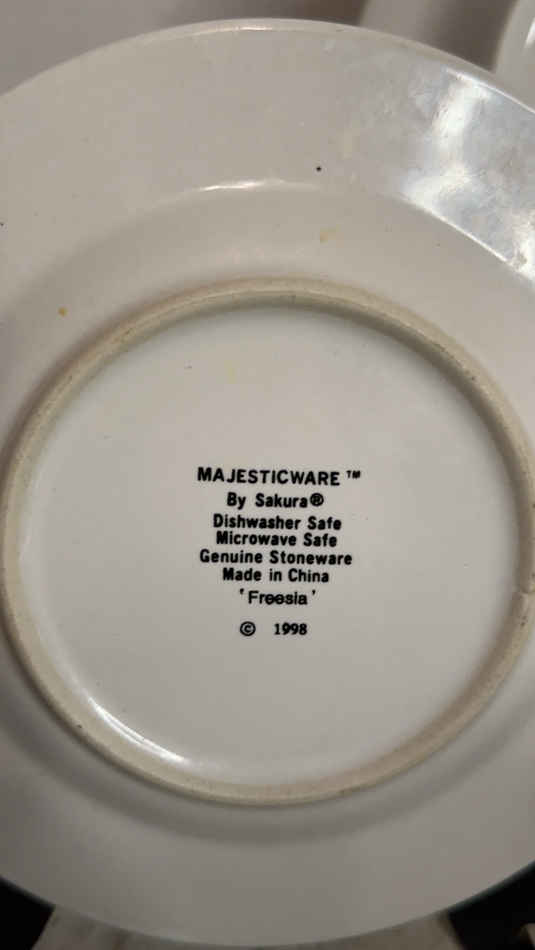 MAJESTICWARE ™
By Sakura®
Dishwasher Safe
Microwave Safe
Genuine Stoneware
Made in China
'Freesia'
© 1998